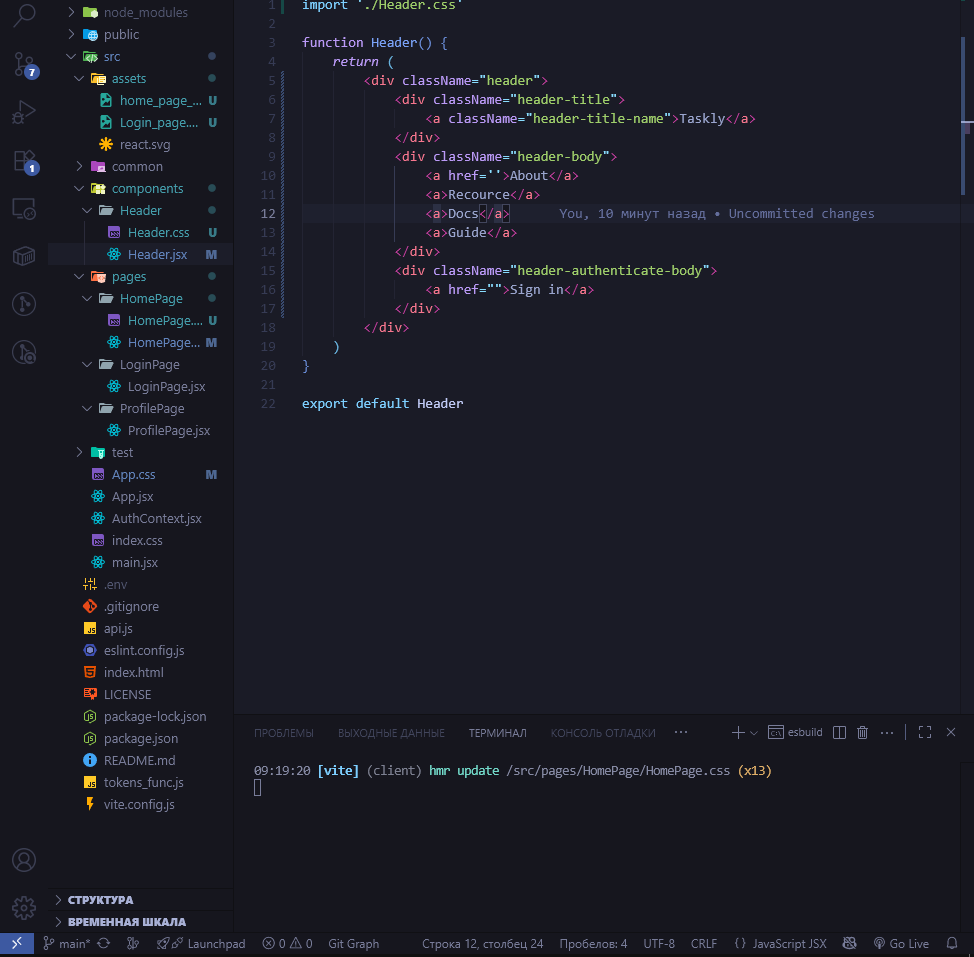 node_modules
public
src
assets
home_page_... U
Login_page.... U
react.svg
common
components
Header
Header.css U
Header.jsx M
pages
HomePage
HomePage.... U
HomePage... M
LoginPage
LoginPage.jsx
ProfilePage
ProfilePage.jsx
test
App.css M
App.jsx
AuthContext.jsx
index.css
main.jsx
.env
.gitignore
api.js
eslint.config.js
index.html
LICENSE
package-lock.json
package.json
README.md
tokens_func.js
vite.config.js
СТРУКТУРА
ВРЕМЕННАЯ ШКАЛА
7
1
1 import './Header.css'
2
3 function Header() {
4 return (
5 <div className="header">
6 <div className="header-title">
7 <a className="header-title-name">Taskly</a>
8 </div>
9 <div className="header-body">
10 <a href=''>About</a>
11 <a>Recource</a>
12 <a>Docs</a> You, 10 минут назад • Uncommitted changes
13 <a>Guide</a>
14 </div>
15 <div className="header-authenticate-body">
16 <a href="">Sign in</a>
17 </div>
18 </div>
19 )
20 }
21
22 export default Header
ПРОБЛЕМЫ ВЫХОДНЫЕ ДАННЫЕ ТЕРМИНАЛ КОНСОЛЬ ОТЛАДКИ ... esbuild ...
09:19:20 [vite] (client) hmr update /src/pages/HomePage/HomePage.css (x13)
main* Launchpad 0 0 Git Graph Строка 12, столбец 24 Пробелов: 4 UTF-8 CRLF {} JavaScript JSX Go Live